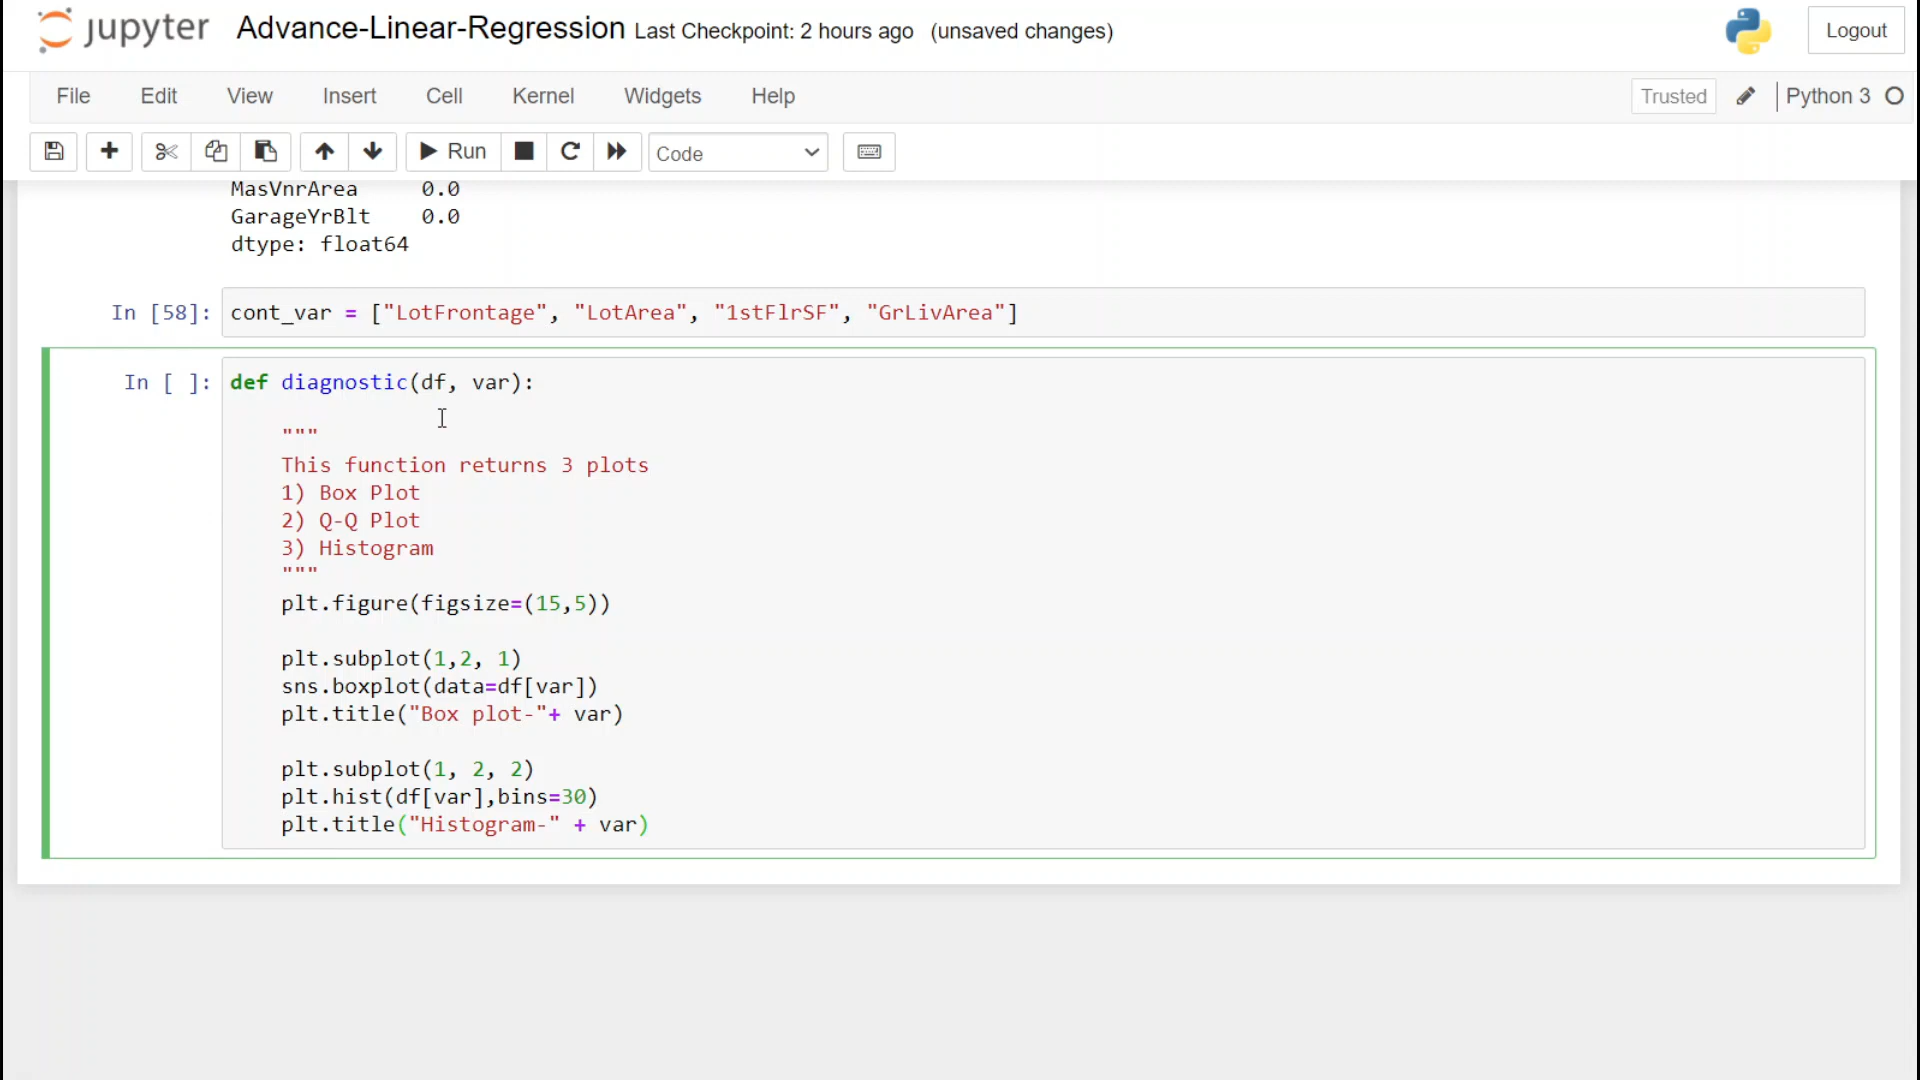 jupyter Advance-Linear-Regression Last Checkpoint: 2 hours ago (unsaved changes) Logout
File Edit View Insert Cell Kernel Widgets Help Trusted Python 3
Run Code
MasVnrArea 0.0
GarageYrBlt 0.0
dtype: float64
In [58]: cont_var = ["LotFrontage", "LotArea", "1stFlrSF", "GrLivArea"]
In [ ]: def diagnostic(df, var):
"""
This function returns 3 plots
1) Box Plot
2) Q-Q Plot
3) Histogram
"""
plt.figure(figsize=(15,5))
plt.subplot(1,2, 1)
sns.boxplot(data=df[var])
plt.title("Box plot-"+ var)
plt.subplot(1, 2, 2)
plt.hist(df[var],bins=30)
plt.title("Histogram-" + var)